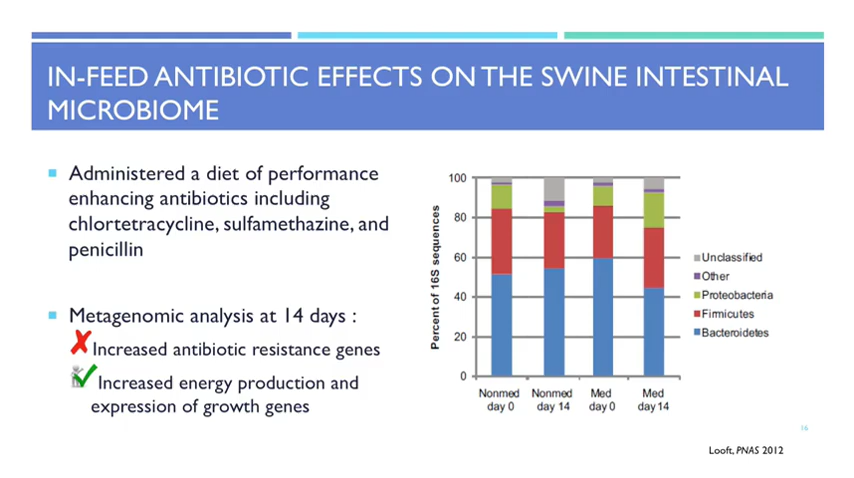 IN-FEED ANTIBIOTIC EFFECTS ON THE SWINE INTESTINAL
MICROBIOME
Administered a diet of performance
enhancing antibiotics including
chlortetracycline, sulfamethazine, and
penicillin
Metagenomic analysis at 14 days :
Increased antibiotic resistance genes
Increased energy production and
expression of growth genes
Percent of 16S sequences
100
80
60
40
20
0
Nonmed
day 0
Nonmed
day 14
Med
day 0
Med
day 14
Unclassified
Other
Proteobacteria
Firmicutes
Bacteroidetes
16
Looft, PNAS 2012